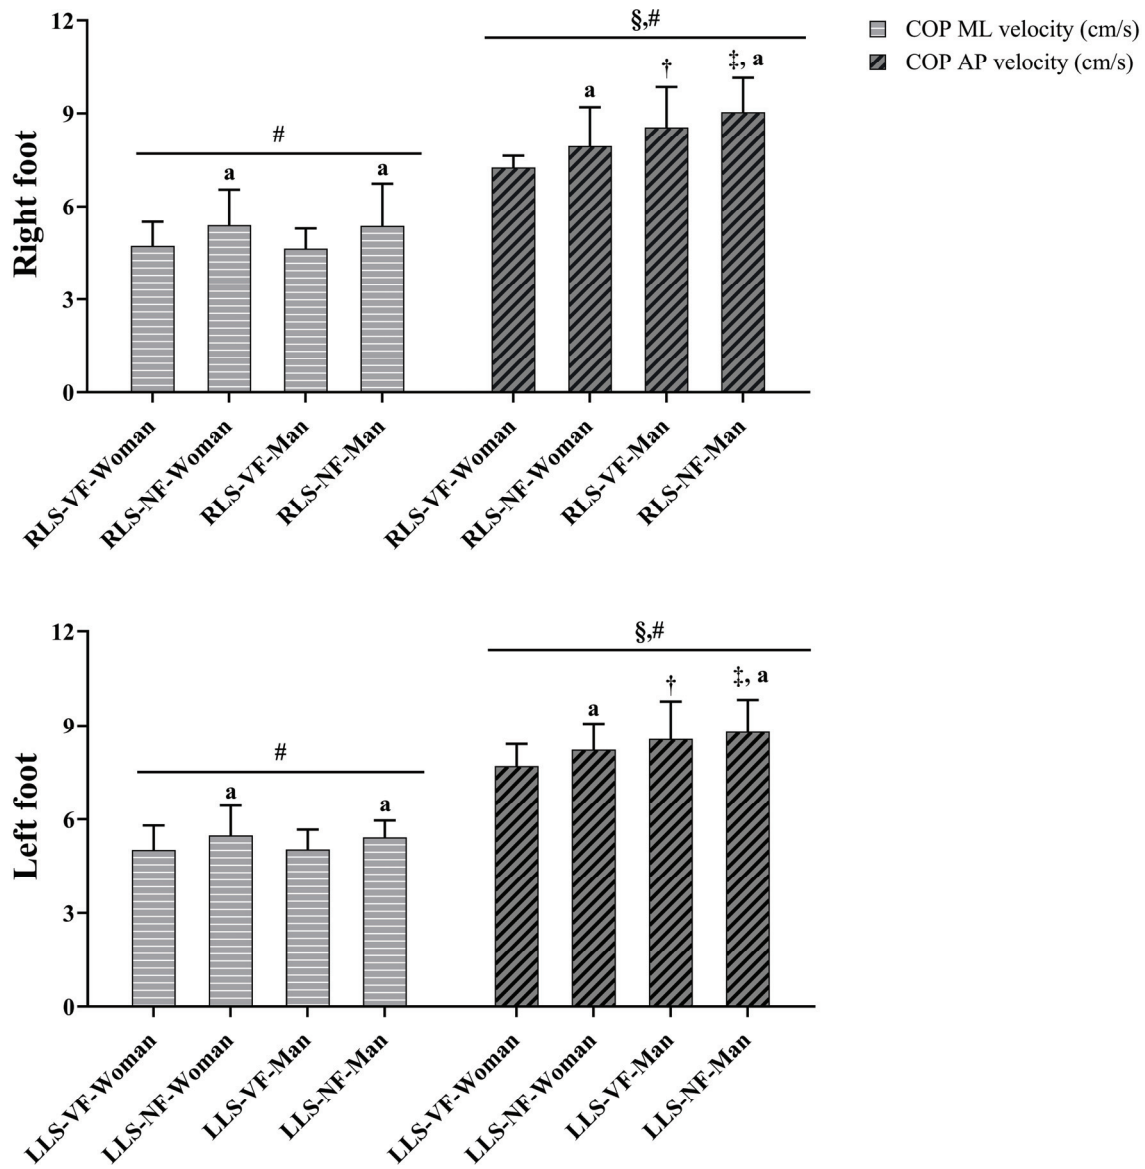 COP ML velocity (cm/s)
COP AP velocity (cm/s)
Right foot
12
9
6
3
0
#
a
a
§,#
a
†
‡, a
RLS-VF-Woman
RLS-NF-Woman
RLS-VF-Man
RLS-NF-Man
RLS-VF-Woman
RLS-NF-Woman
RLS-VF-Man
RLS-NF-Man
Left foot
12
9
6
3
0
#
a
a
§,#
a
†
‡, a
LLS-VF-Woman
LLS-NF-Woman
LLS-VF-Man
LLS-NF-Man
LLS-VF-Woman
LLS-NF-Woman
LLS-VF-Man
LLS-NF-Man